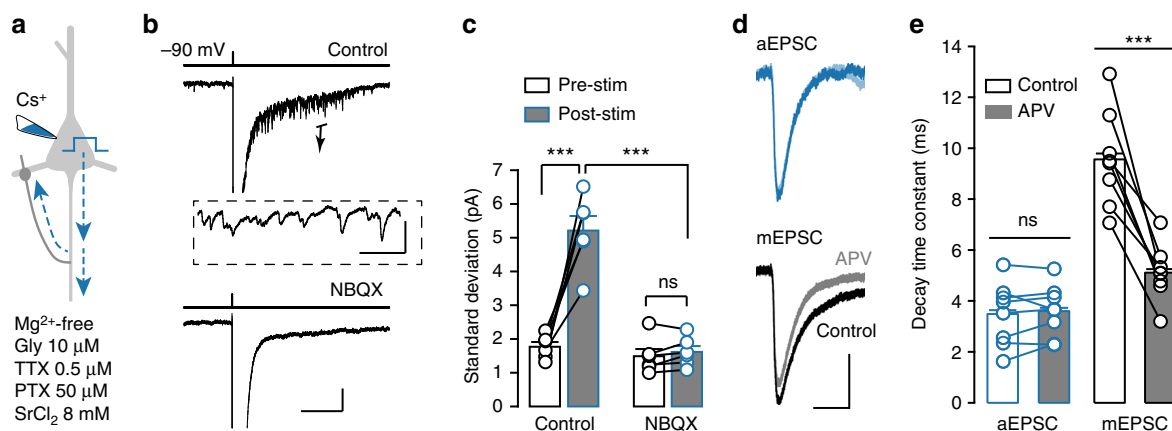 a
Cs+
Mg2+-free
Gly 10 μM
TTX 0.5 μM
PTX 50 μM
SrCl2 8 mM
b
–90 mV
Control
NBQX
c
Pre-stim
Post-stim
***
***
ns
Standard deviation (pA)
7
6
5
4
3
2
1
0
Control
NBQX
d
aEPSC
mEPSC
APV
Control
e
***
Control
APV
ns
Decay time constant (ms)
14
12
10
8
6
4
2
0
aEPSC
mEPSC